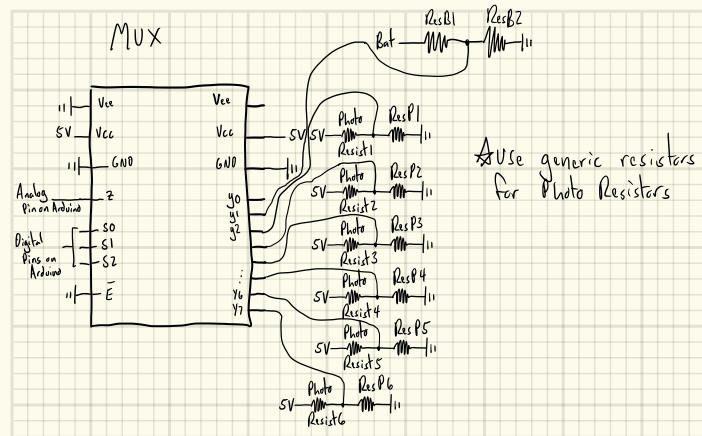 MUX
ResB1
ResB2
Bat
Vee
Vcc
GND
Z
S0
S1
S2
E̅
5V
Analog
Pin on Arduino
Digital
Pins on
Arduino
Vee
Vcc
GND
y0
y1
y2
:
Y6
Y7
5V
5V
Photo
Resist1
ResP1
5V
Photo
Resist2
ResP2
5V
Photo
Resist3
ResP3
5V
Photo
Resist4
ResP4
5V
Photo
Resist5
ResP5
5V
Photo
Resist6
ResP6
*Use generic resistors
for Photo Resistors